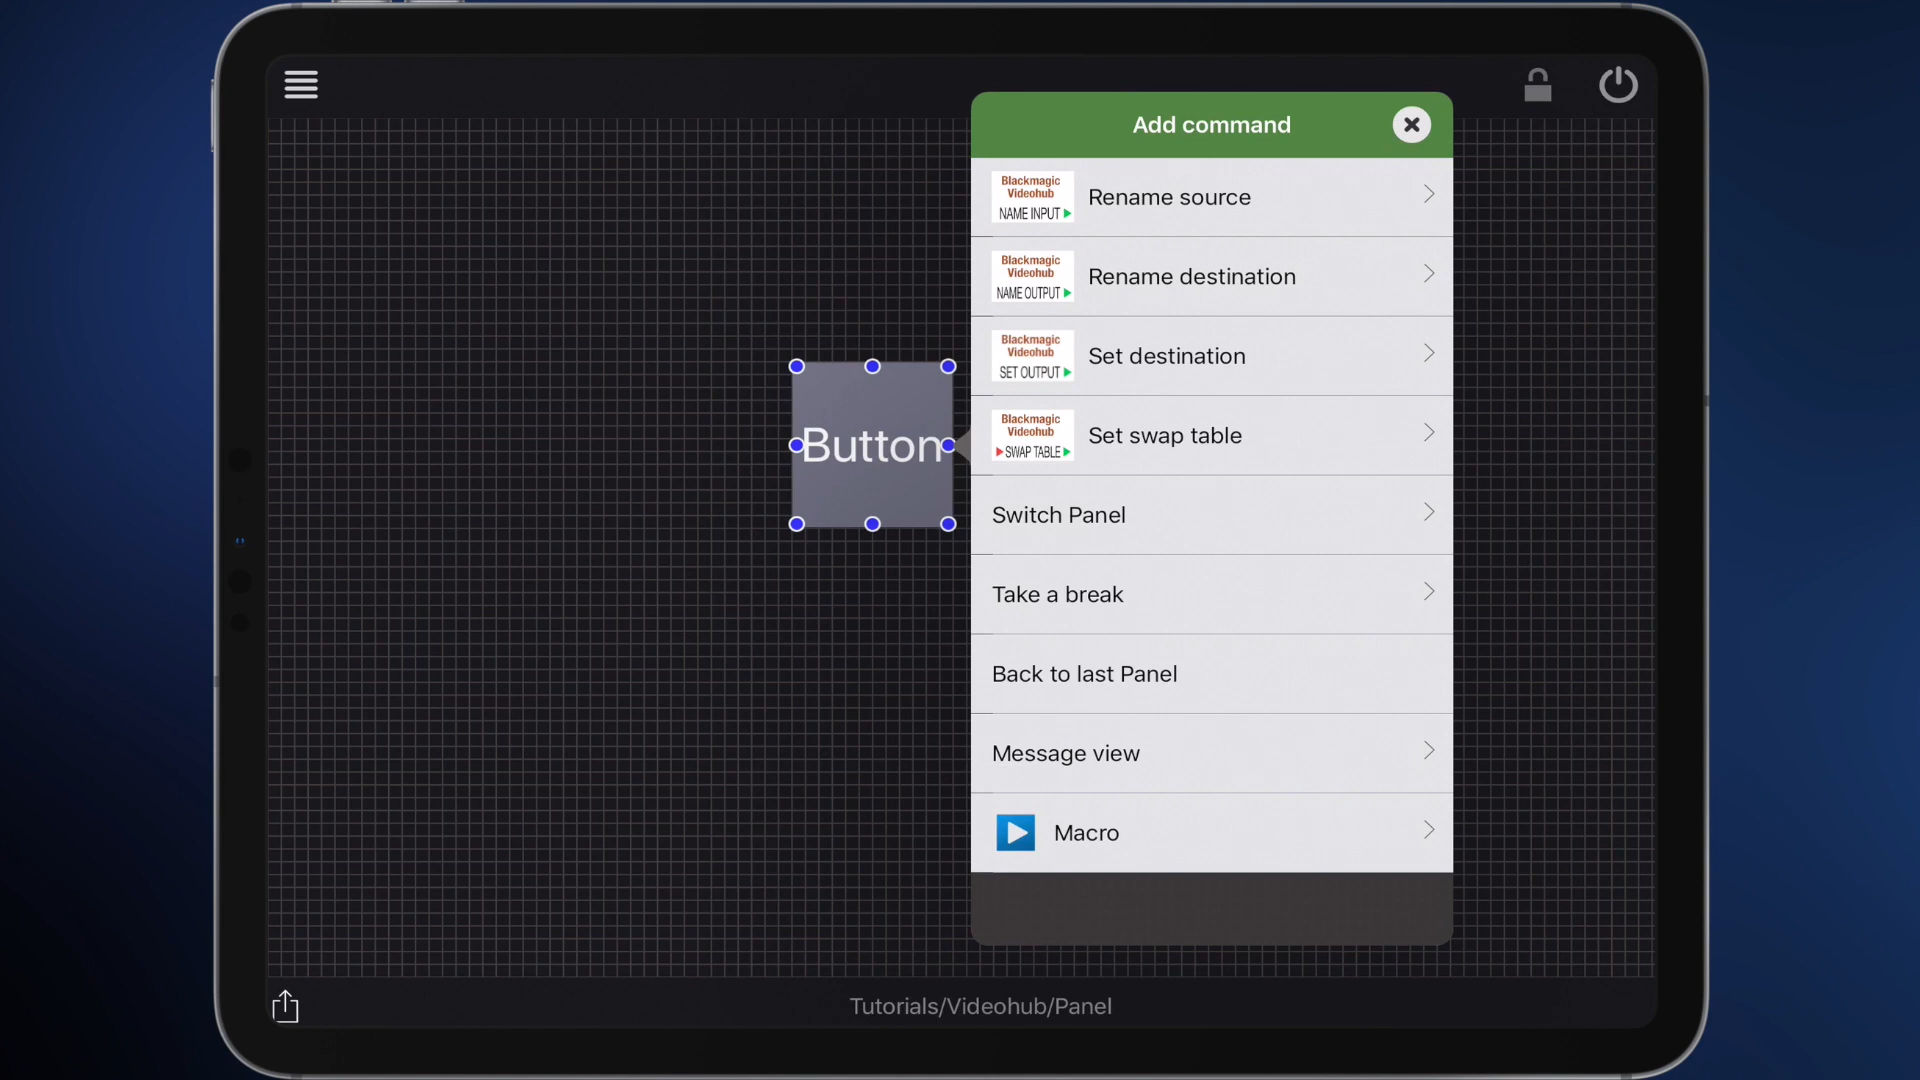 Add command
Blackmagic
Videohub
NAME INPUT
Rename source
Blackmagic
Videohub
NAME OUTPUT
Rename destination
Blackmagic
Videohub
SET OUTPUT
Set destination
Button
Blackmagic
Videohub
SWAP TABLE
Set swap table
Switch Panel
Take a break
Back to last Panel
Message view
Macro
Tutorials/Videohub/Panel